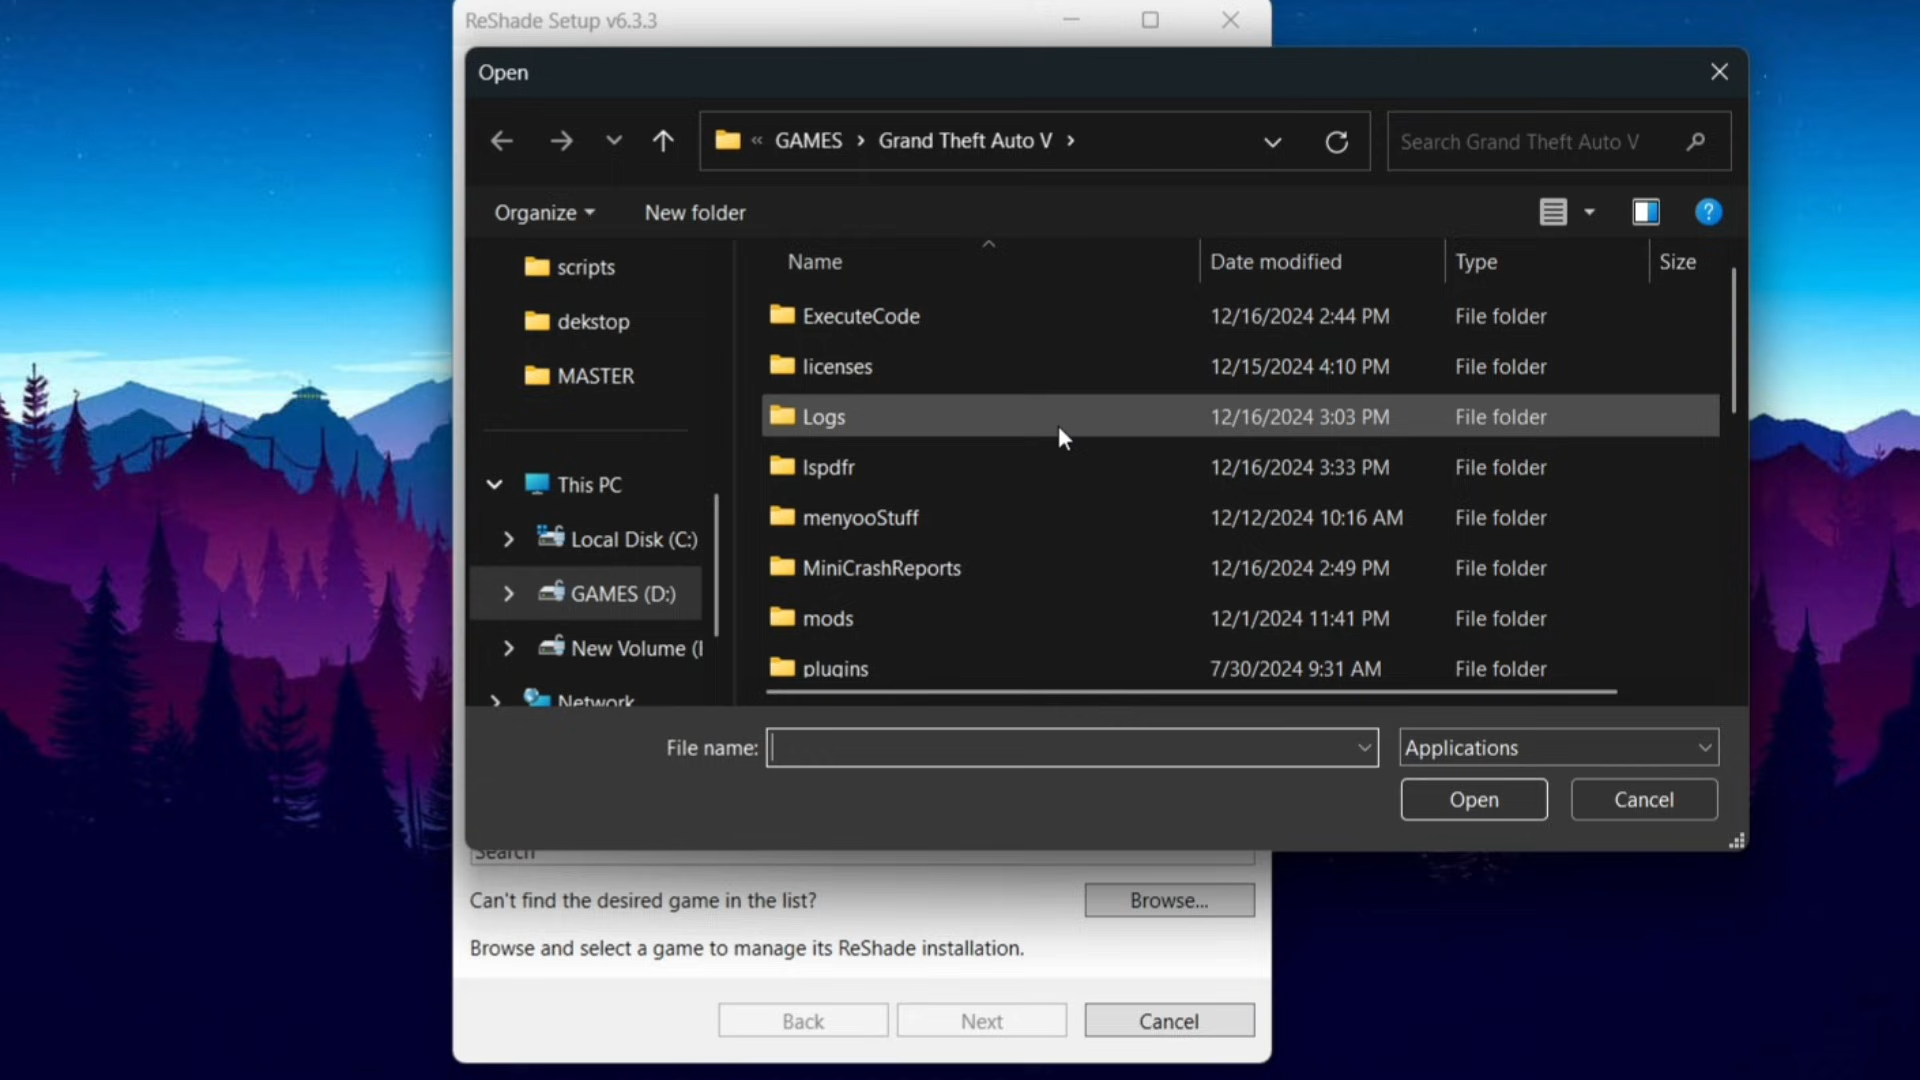 ReShade Setup v6.3.3
Open
« GAMES › Grand Theft Auto V ›
Search Grand Theft Auto V
Organize
New folder
?
scripts
dekstop
MASTER
This PC
Local Disk (C:)
GAMES (D:)
New Volume (
Network
Name Date modified Type Size
ExecuteCode 12/16/2024 2:44 PM File folder
licenses 12/15/2024 4:10 PM File folder
Logs 12/16/2024 3:03 PM File folder
lspdfr 12/16/2024 3:33 PM File folder
menyooStuff 12/12/2024 10:16 AM File folder
MiniCrashReports 12/16/2024 2:49 PM File folder
mods 12/1/2024 11:41 PM File folder
plugins 7/30/2024 9:31 AM File folder
File name:
Applications
Open
Cancel
Search
Can't find the desired game in the list?
Browse...
Browse and select a game to manage its ReShade installation.
Back
Next
Cancel